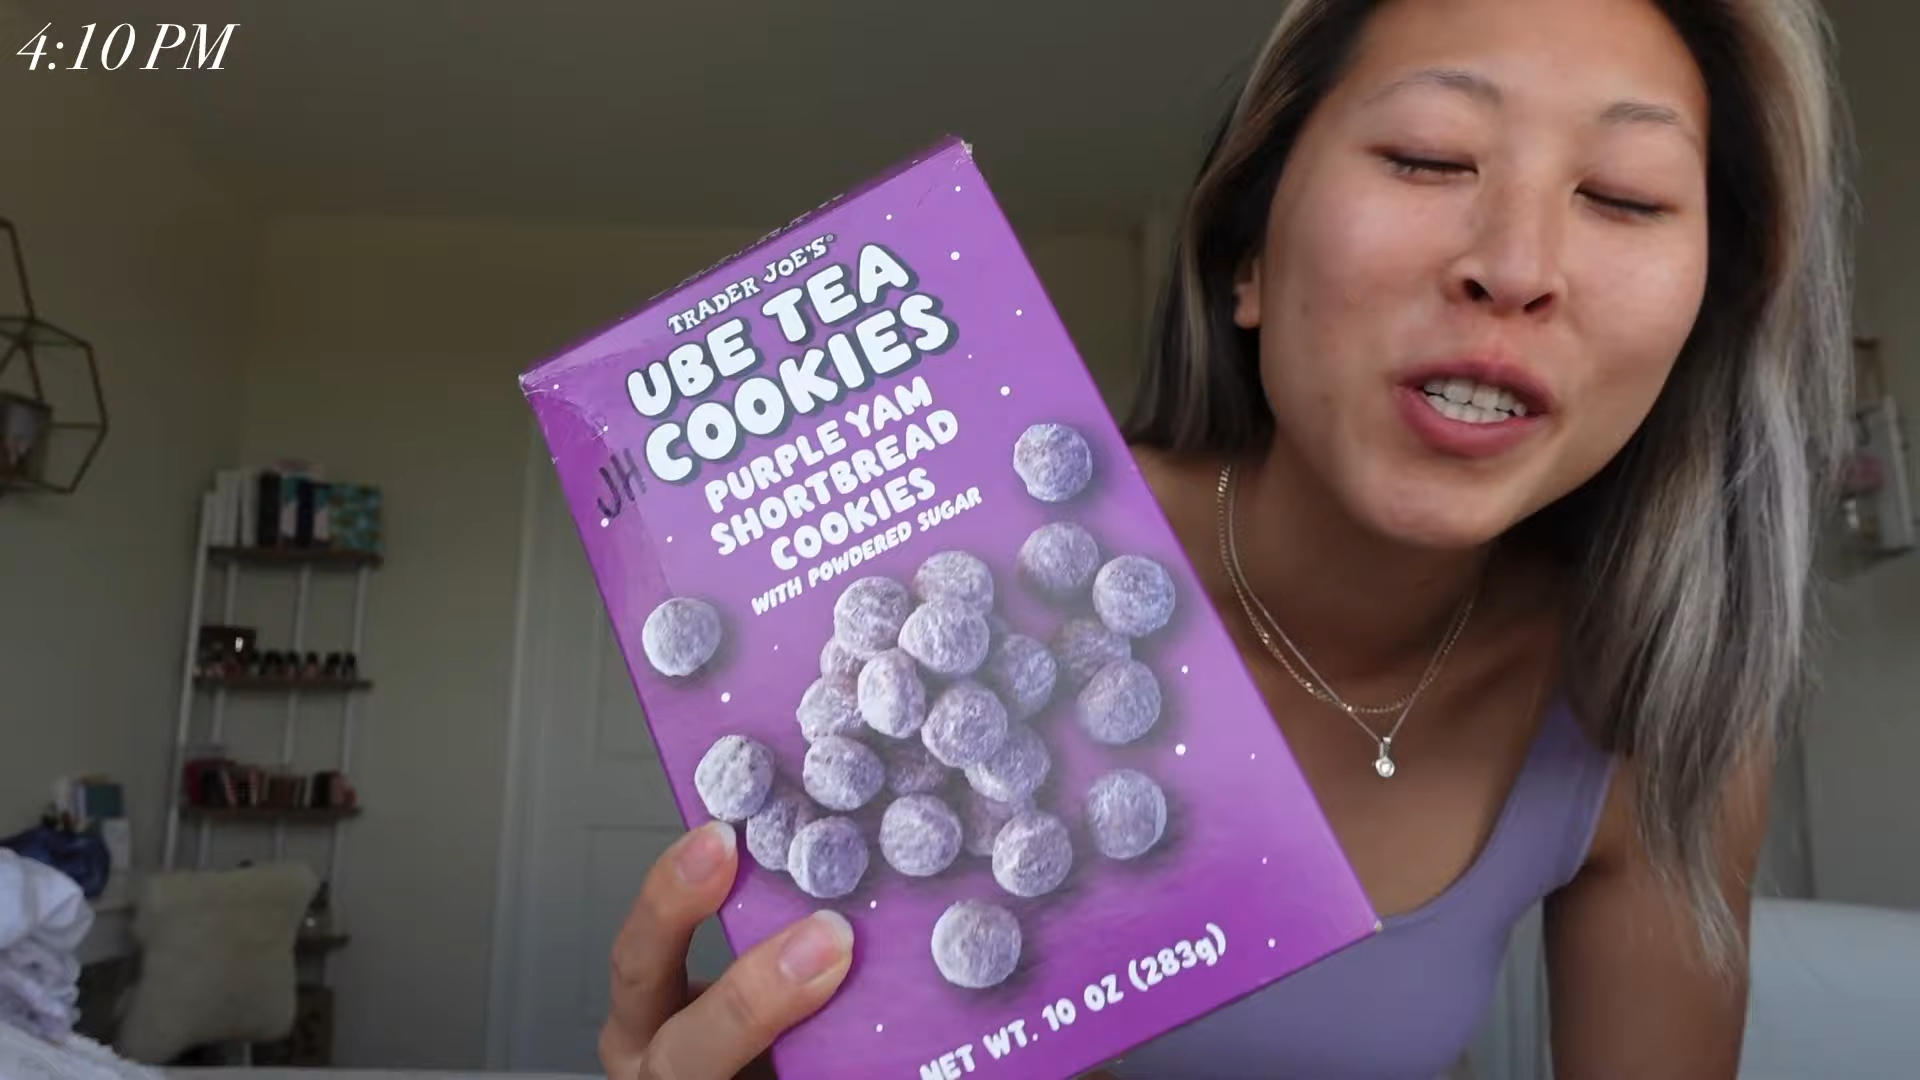 4:10 PM
TRADER JOE'S®
UBE TEA
COOKIES
JH
PURPLE YAM
SHORTBREAD
COOKIES
WITH POWDERED SUGAR
NET WT. 10 OZ (283g)